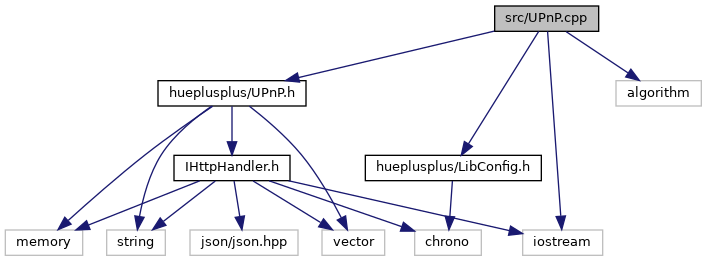 src/UPnP.cpp
hueplusplus/UPnP.h
algorithm
IHttpHandler.h
hueplusplus/LibConfig.h
memory
string
json/json.hpp
vector
chrono
iostream